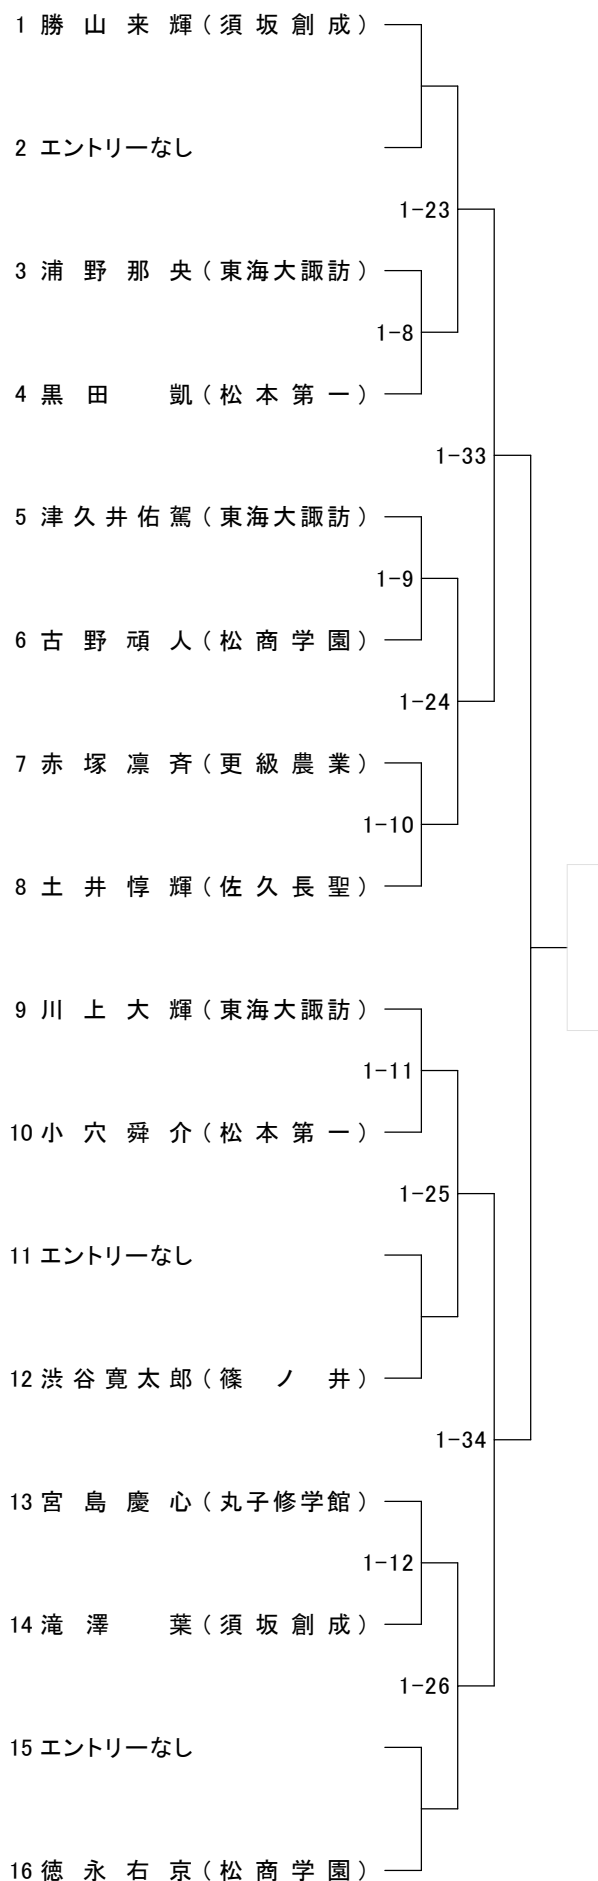 1 勝山来輝(須坂創成)
2 エントリーなし
1-23
3 浦野那央(東海大諏訪)
1-8
4 黒田凱(松本第一)
1-33
5 津久井佑駕(東海大諏訪)
1-9
6 古野頑人(松商学園)
1-24
7 赤塚凛斉(更級農業)
1-10
8 土井惇輝(佐久長聖)
9 川上大輝(東海大諏訪)
1-11
10 小穴舜介(松本第一)
1-25
11 エントリーなし
12 渋谷寛太郎(篠ノ井)
1-34
13 宮島慶心(丸子修学館)
1-12
14 滝澤葉(須坂創成)
1-26
15 エントリーなし
16 徳永右京(松商学園)